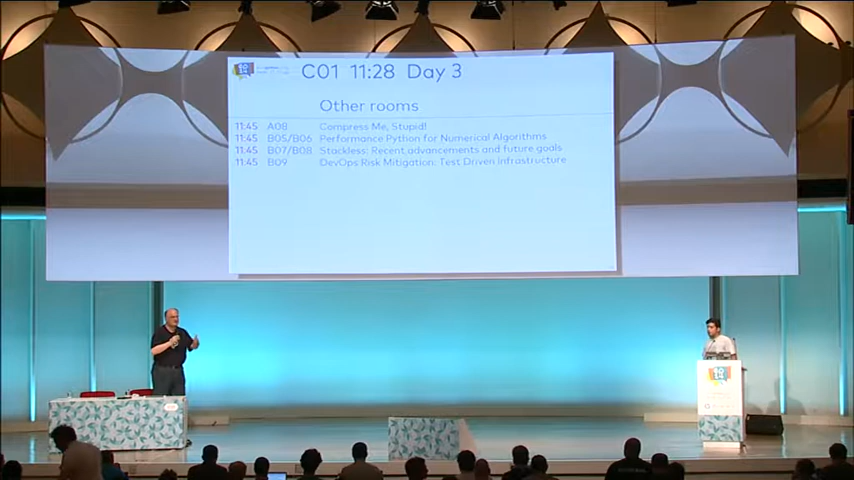 C01 11:28 Day 3
Other rooms
11:45 A08 Compress Me, Stupid!
11:45 B05/B06 Performance Python for Numerical Algorithms
11:45 B07/B08 Stackless: Recent advancements and future goals
11:45 B09 DevOps Risk Mitigation: Test Driven Infrastructure